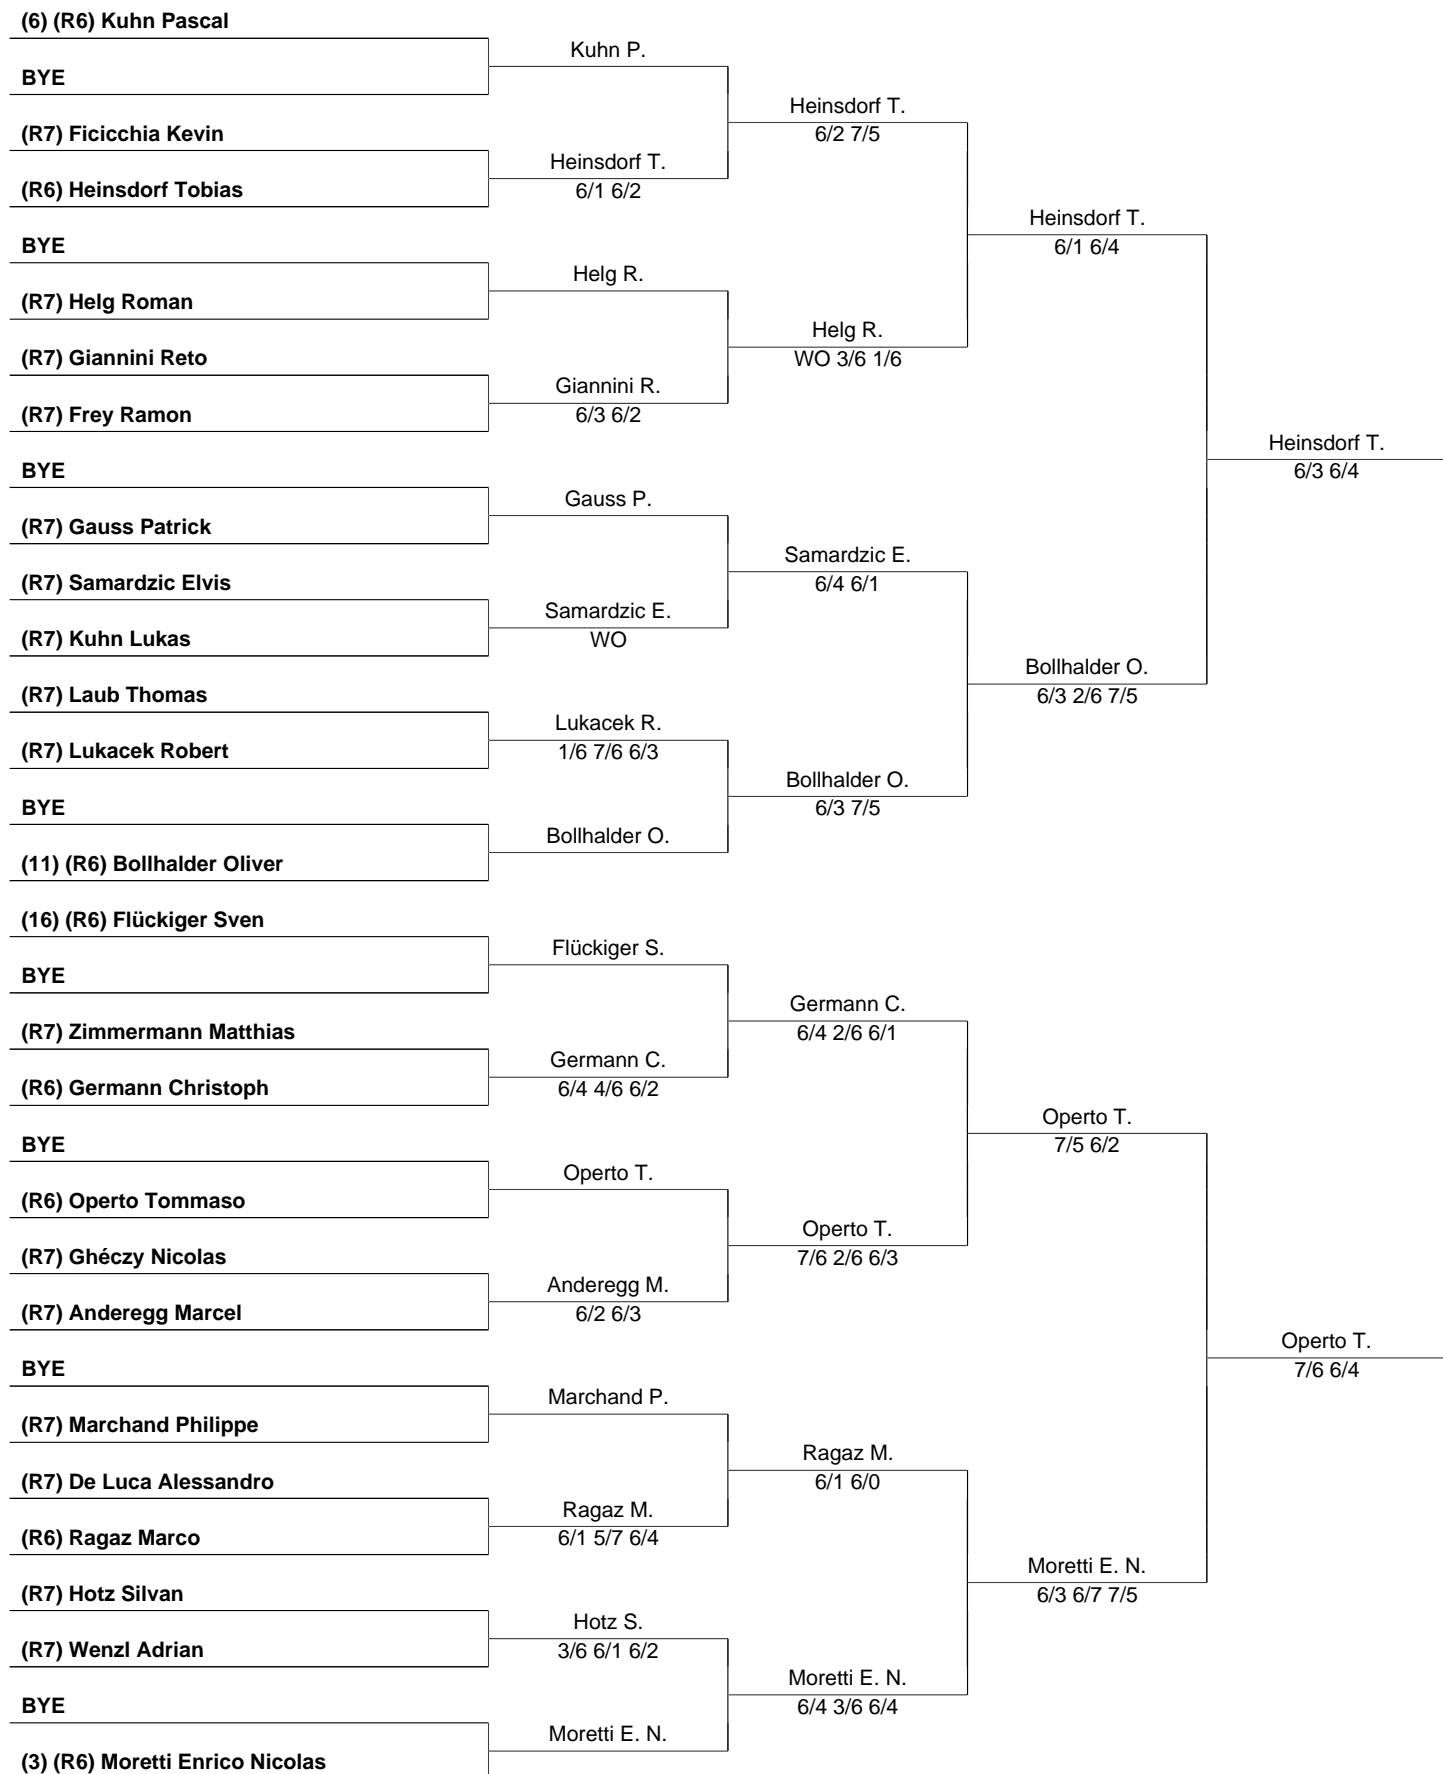 (6) (R6) Kuhn Pascal
Kuhn P.
BYE
Heinsdorf T.
6/2 7/5
(R7) Ficicchia Kevin
Heinsdorf T.
6/1 6/2
(R6) Heinsdorf Tobias
Heinsdorf T.
6/1 6/4
BYE
Helg R.
(R7) Helg Roman
Helg R.
WO 3/6 1/6
(R7) Giannini Reto
Giannini R.
6/3 6/2
(R7) Frey Ramon
Heinsdorf T.
6/3 6/4
BYE
Gauss P.
(R7) Gauss Patrick
Samardzic E.
6/4 6/1
(R7) Samardzic Elvis
Samardzic E.
WO
(R7) Kuhn Lukas
Bollhalder O.
6/3 2/6 7/5
(R7) Laub Thomas
Lukacek R.
1/6 7/6 6/3
(R7) Lukacek Robert
Bollhalder O.
6/3 7/5
BYE
Bollhalder O.
(11) (R6) Bollhalder Oliver
(16) (R6) Flückiger Sven
Flückiger S.
BYE
Germann C.
6/4 2/6 6/1
(R7) Zimmermann Matthias
Germann C.
6/4 4/6 6/2
(R6) Germann Christoph
Operto T.
7/5 6/2
BYE
Operto T.
(R6) Operto Tommaso
Operto T.
7/6 2/6 6/3
(R7) Ghéczy Nicolas
Anderegg M.
6/2 6/3
(R7) Anderegg Marcel
Operto T.
7/6 6/4
BYE
Marchand P.
(R7) Marchand Philippe
Ragaz M.
6/1 6/0
(R7) De Luca Alessandro
Ragaz M.
6/1 5/7 6/4
(R6) Ragaz Marco
Moretti E. N.
6/3 6/7 7/5
(R7) Hotz Silvan
Hotz S.
3/6 6/1 6/2
(R7) Wenzl Adrian
Moretti E. N.
6/4 3/6 6/4
BYE
Moretti E. N.
(3) (R6) Moretti Enrico Nicolas